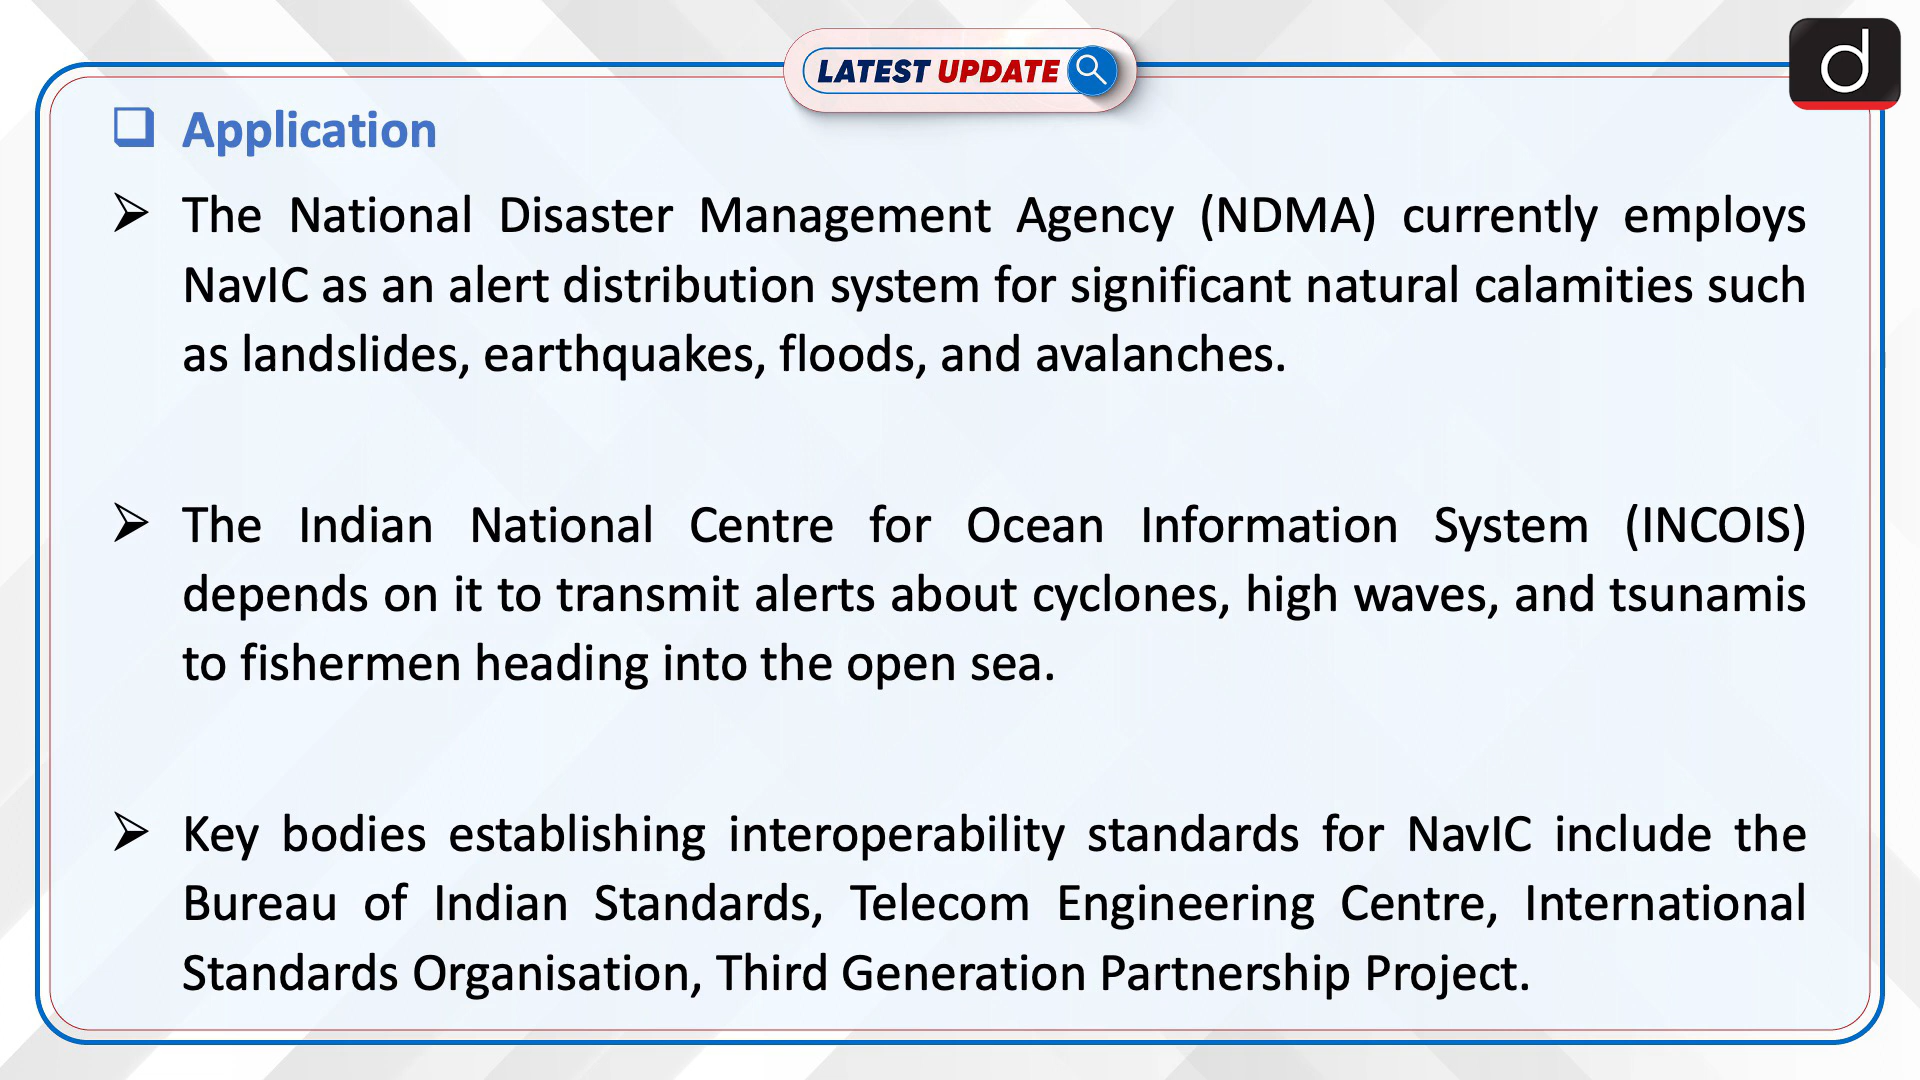 LATEST UPDATE
d
Application
The National Disaster Management Agency (NDMA) currently employs
NavIC as an alert distribution system for significant natural calamities such
as landslides, earthquakes, floods, and avalanches.
The Indian National Centre for Ocean Information System (INCOIS)
depends on it to transmit alerts about cyclones, high waves, and tsunamis
to fishermen heading into the open sea.
Key bodies establishing interoperability standards for NavIC include the
Bureau of Indian Standards, Telecom Engineering Centre, International
Standards Organisation, Third Generation Partnership Project.